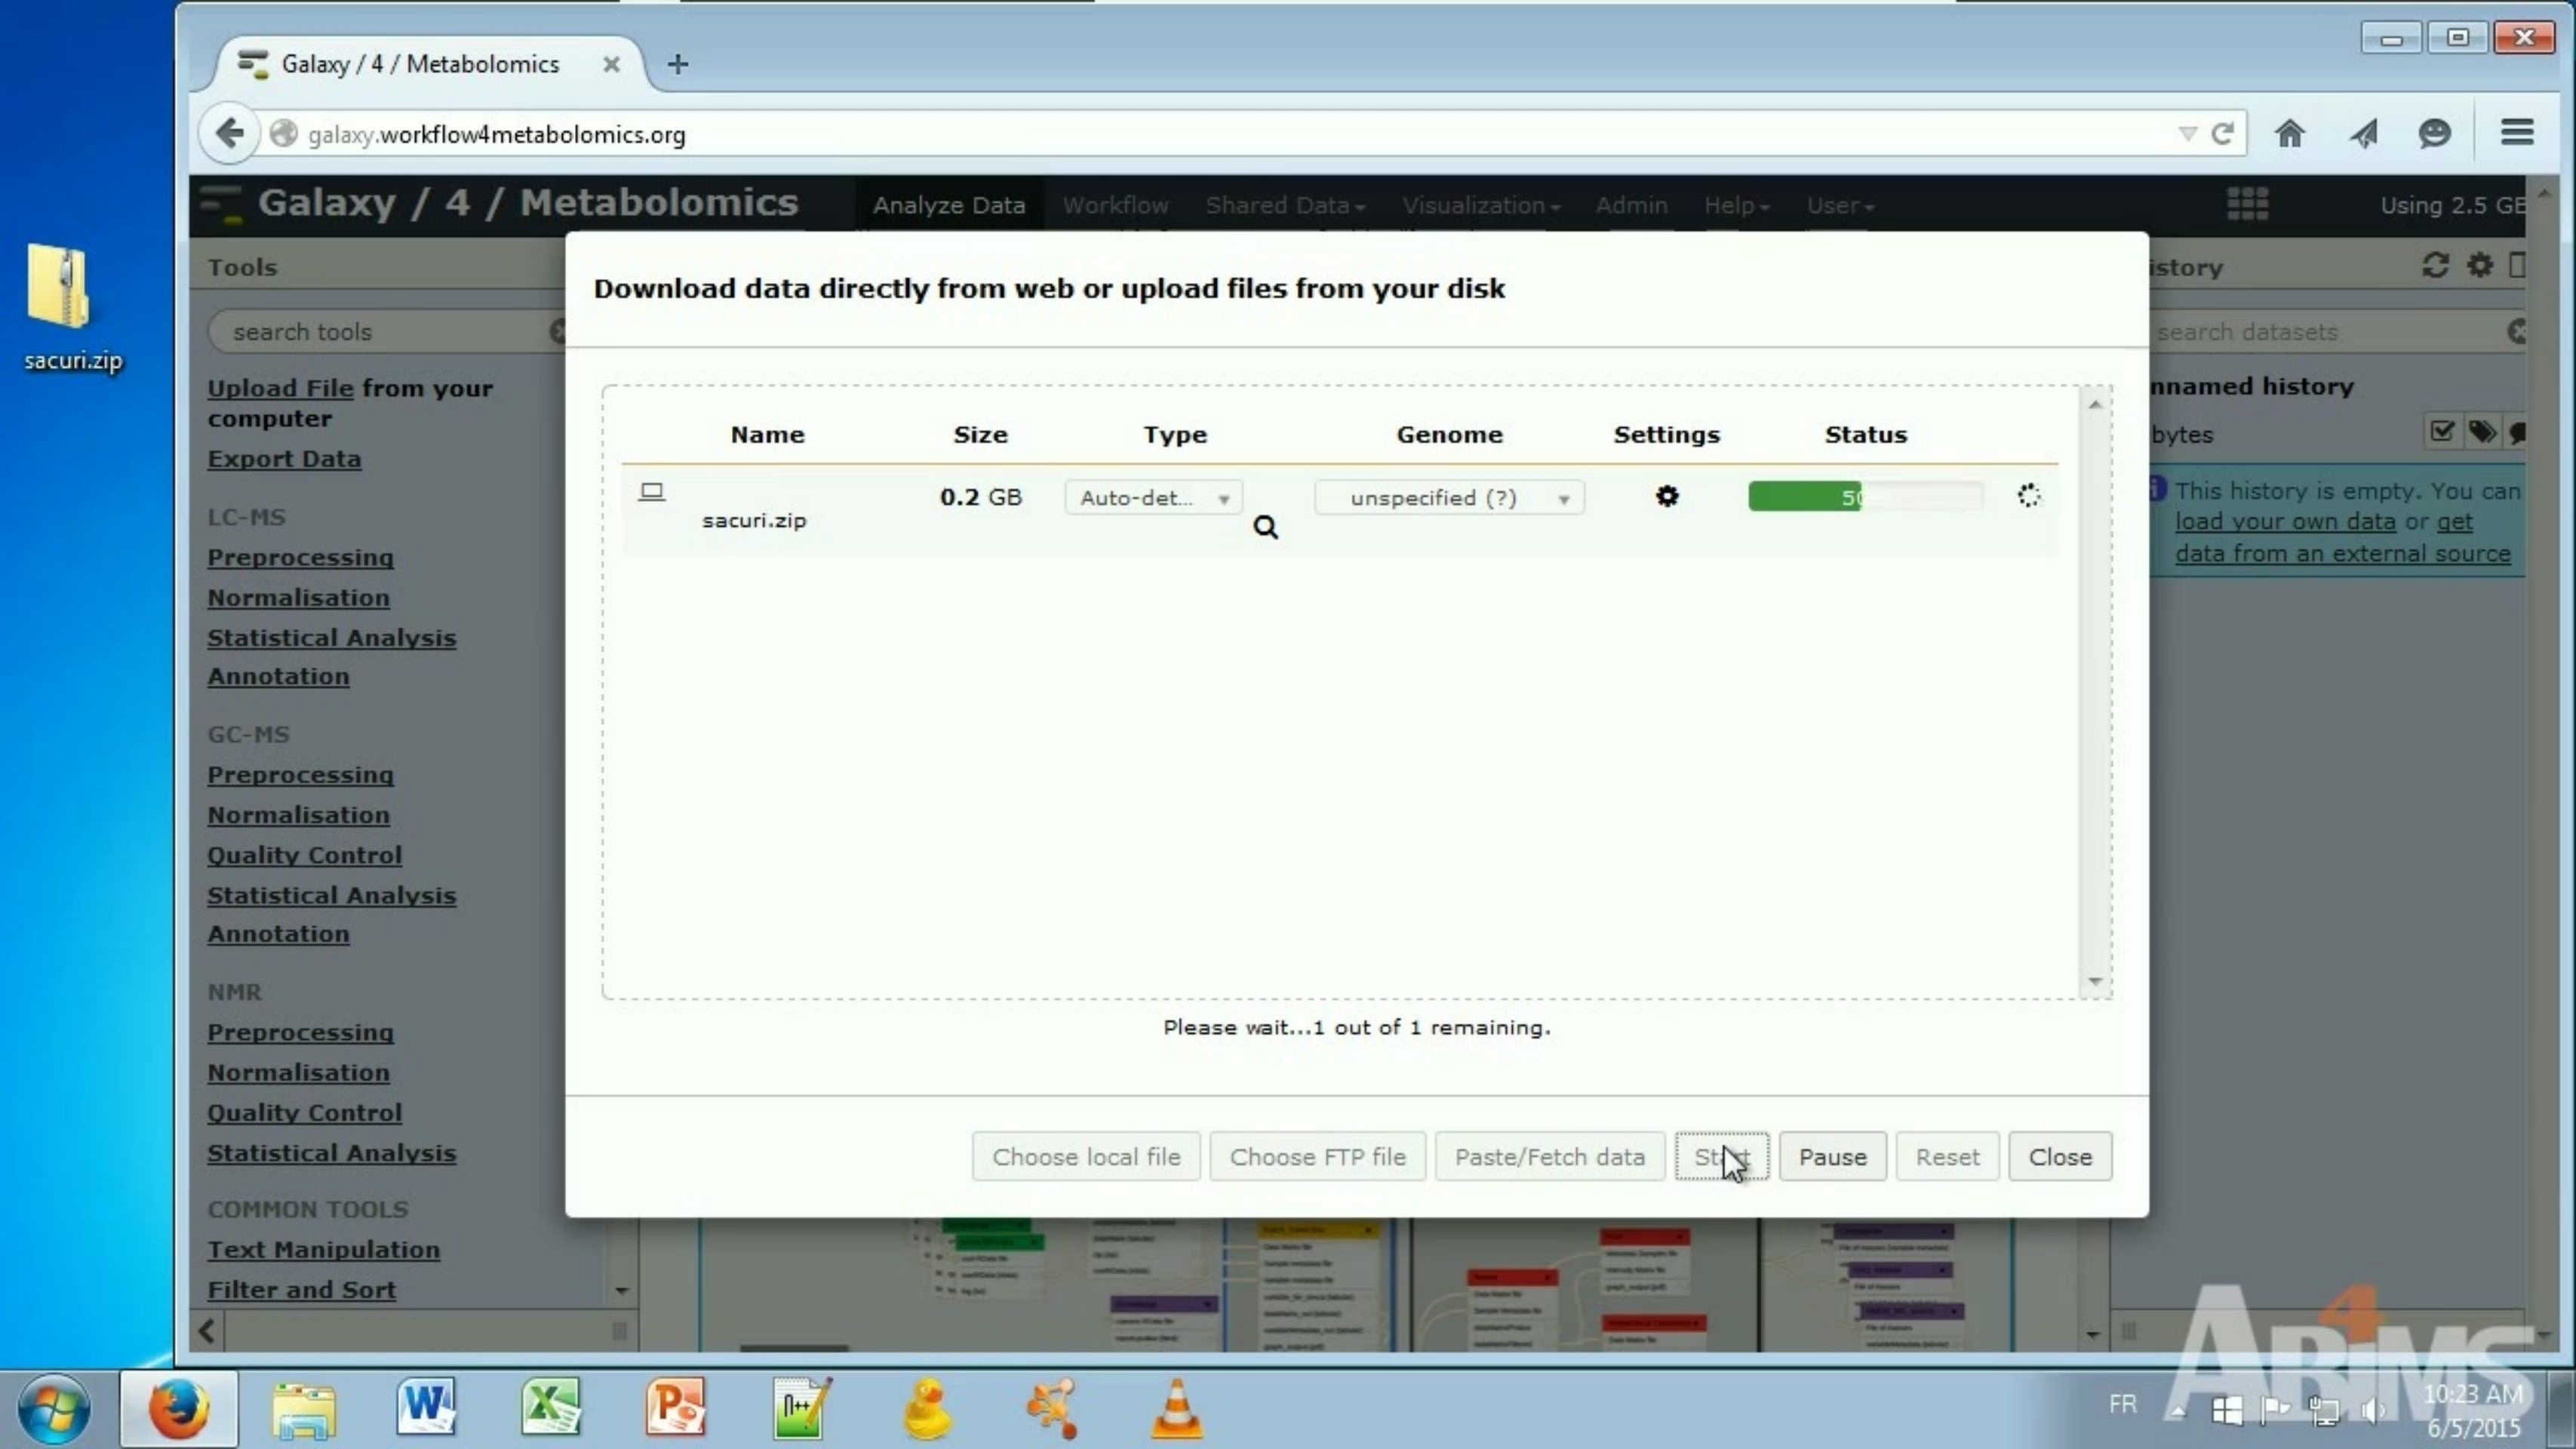 Galaxy / 4 / Metabolomics
galaxy.workflow4metabolomics.org
Galaxy / 4 / Metabolomics
Analyze Data
Workflow
Shared Data
Visualization
Admin
Help
User
Using 2.5 GB
sacuri.zip
Tools
search tools
Upload File from your
computer
Export Data
LC-MS
Preprocessing
Normalisation
Statistical Analysis
Annotation
GC-MS
Preprocessing
Normalisation
Quality Control
Statistical Analysis
Annotation
NMR
Preprocessing
Normalisation
Quality Control
Statistical Analysis
COMMON TOOLS
Text Manipulation
Filter and Sort
Download data directly from web or upload files from your disk
Name Size Type Genome Settings Status
sacuri.zip 0.2 GB Auto-det... unspecified (?)
Please wait...1 out of 1 remaining.
Choose local file
Choose FTP file
Paste/Fetch data
Start
Pause
Reset
Close
istory
search datasets
nnamed history
bytes
This history is empty. You can
load your own data or get
data from an external source
ABiMS
4
FR
10:23 AM
6/5/2015